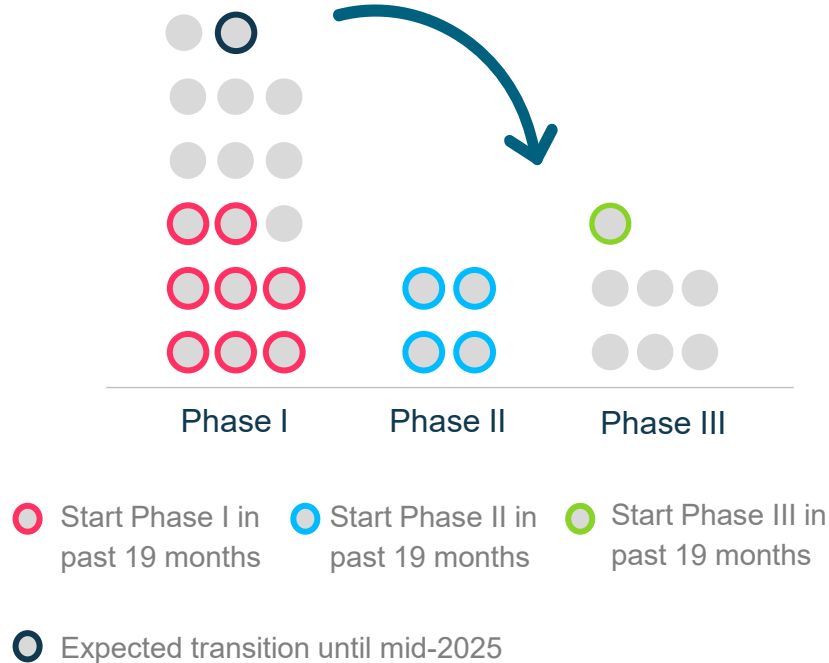 Phase I
Phase II
Phase III
Start Phase I in
past 19 months
Start Phase II in
past 19 months
Start Phase III in
past 19 months
Expected transition until mid-2025